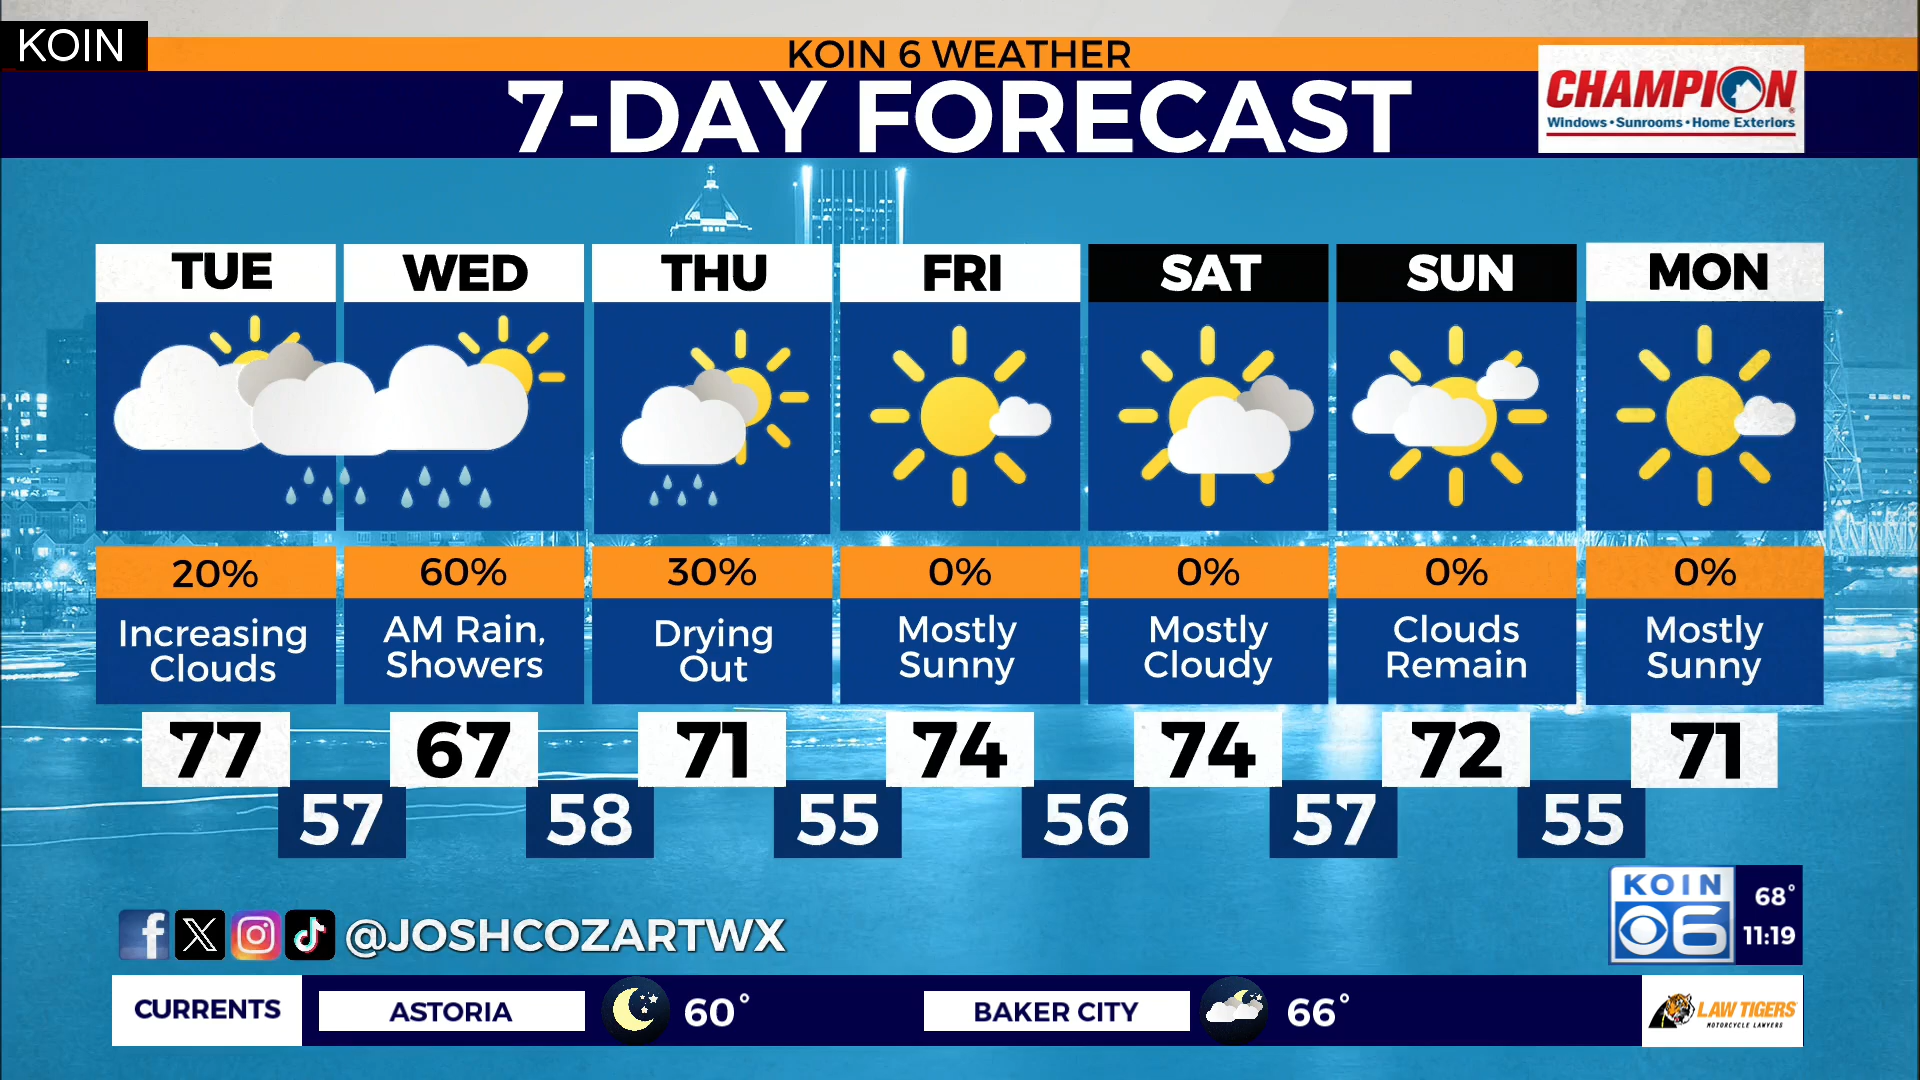 KOIN
KOIN 6 WEATHER
7-DAY FORECAST
CHAMPION
Windows • Sunrooms • Home Exteriors
TUE WED THU FRI SAT SUN MON
20% 60% 30% 0% 0% 0% 0%
Increasing Clouds
AM Rain, Showers
Drying Out
Mostly Sunny
Mostly Cloudy
Clouds Remain
Mostly Sunny
77 67 71 74 74 72 71
57 58 55 56 57 55
@JOSHCOZARTWX
KOIN 6
68°
11:19
CURRENTS ASTORIA 60° BAKER CITY 66°
LAW TIGERS
MOTORCYCLE LAWYERS